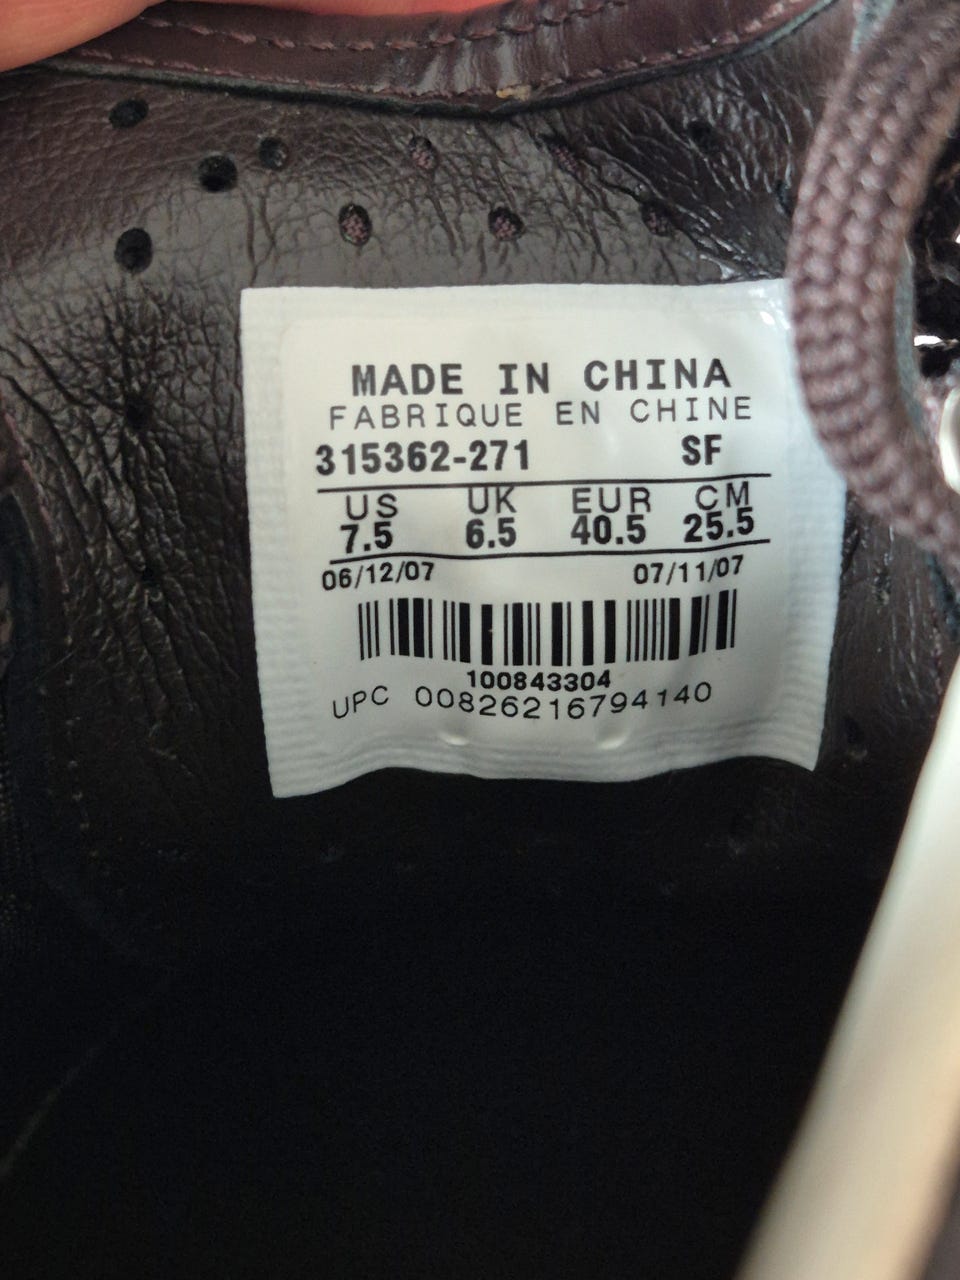 MADE IN CHINA
FABRIQUE EN CHINE
315362-271 SF
US UK EUR CM
7.5 6.5 40.5 25.5
06/12/07 07/11/07
100843304
UPC 00826216794140